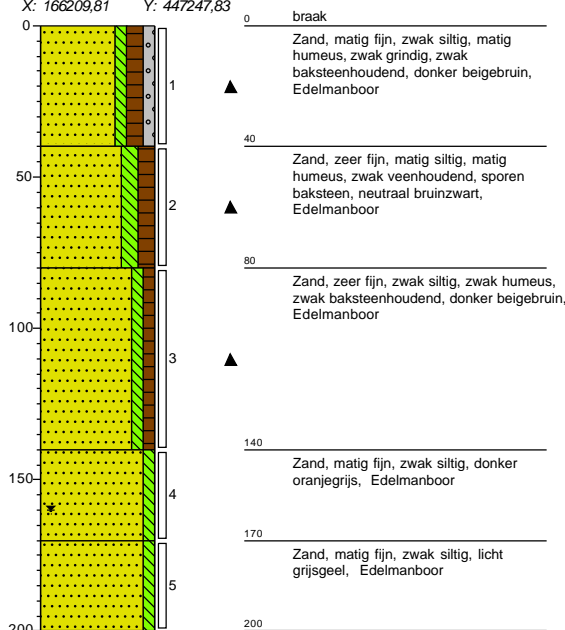 X: 166209,81 Y: 447247,83
0
0 braak
Zand, matig fijn, zwak siltig, matig
humeus, zwak grindig, zwak
baksteenhoudend, donker beigebruin,
Edelmanboor
1
40
Zand, zeer fijn, matig siltig, matig
humeus, zwak veenhoudend, sporen
baksteen, neutraal bruinzwart,
Edelmanboor
50
2
80
Zand, zeer fijn, zwak siltig, zwak humeus,
zwak baksteenhoudend, donker beigebruin,
Edelmanboor
100
3
140
Zand, matig fijn, zwak siltig, donker
oranjegrijs, Edelmanboor
150
4
170
Zand, matig fijn, zwak siltig, licht
grijsgeel, Edelmanboor
5
200
200